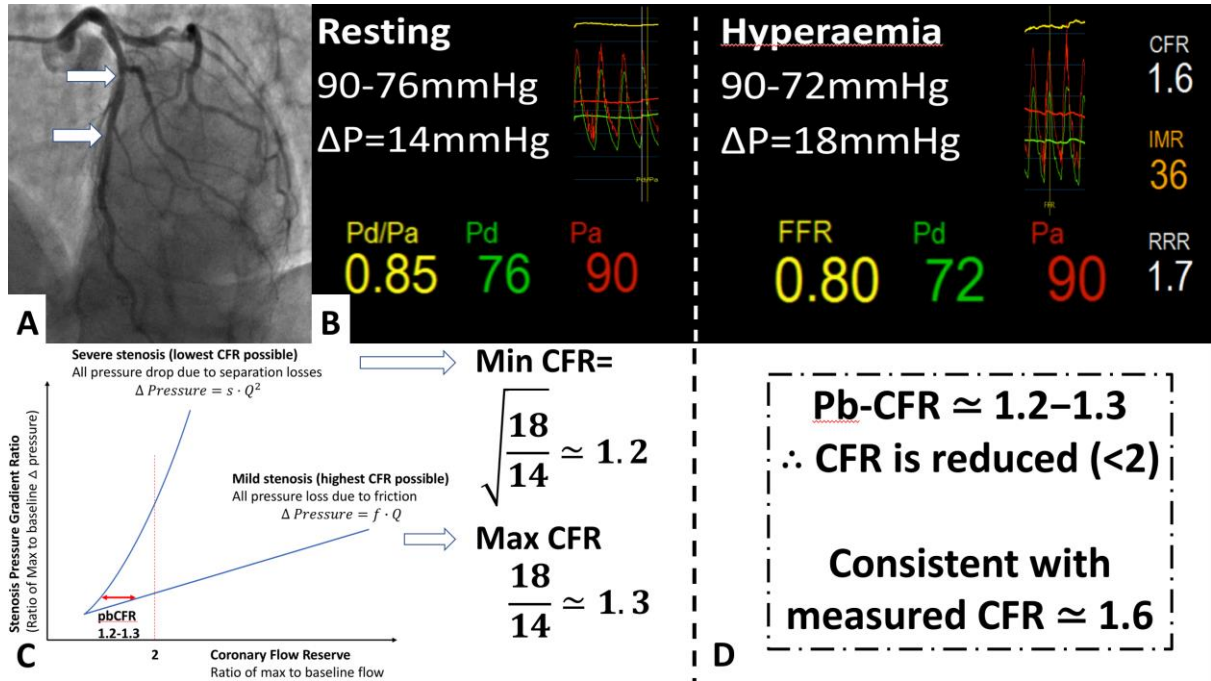 Resting
90-76mmHg
ΔP=14mmHg
Pd/Pa
Pd/Pa Pd Pa
0.85 76 90
Hyperaemia
90-72mmHg
ΔP=18mmHg
FFR
FFR Pd Pa
0.80 72 90
CFR
1.6
IMR
36
RRR
1.7
A
B
Severe stenosis (lowest CFR possible)
All pressure drop due to separation losses
Δ Pressure = s · Q²
Mild stenosis (highest CFR possible)
All pressure loss due to friction
Δ Pressure = f · Q
Stenosis Pressure Gradient Ratio
(Ratio of Max to baseline Δ pressure)
pbCFR
1.2-1.3
2
Coronary Flow Reserve
Ratio of max to baseline flow
C
Min CFR=
√18/14 ≃ 1.2
Max CFR
18/14 ≃ 1.3
Pb-CFR ≃ 1.2–1.3
∴ CFR is reduced (<2)
Consistent with
measured CFR ≃ 1.6
D